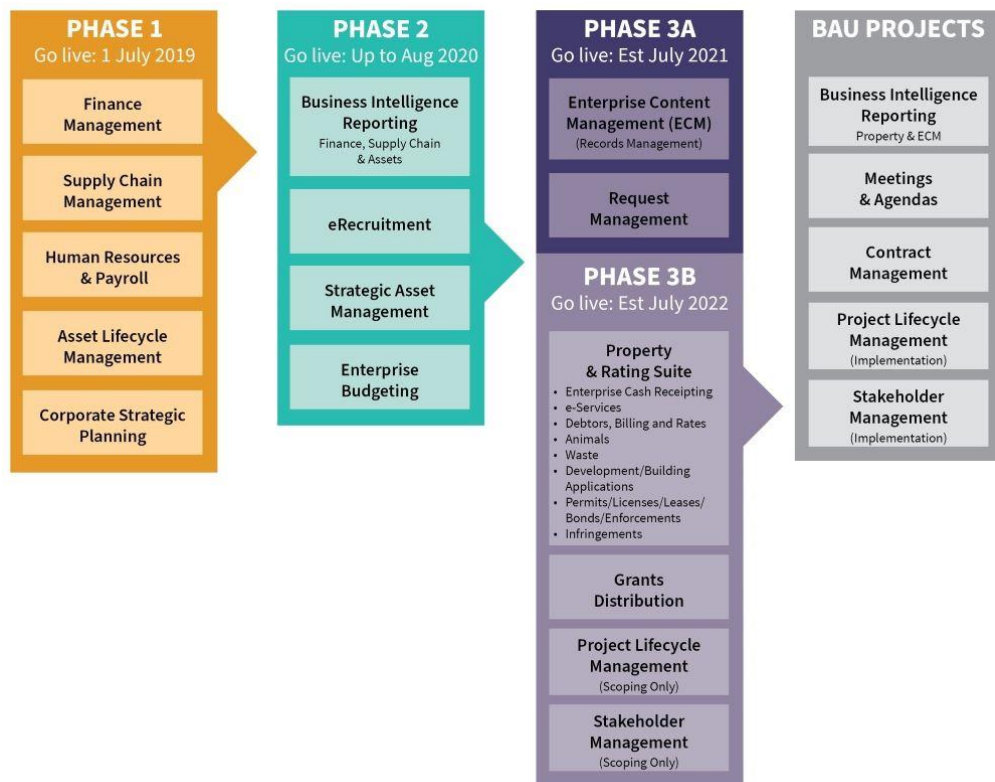 PHASE 1
Go live: 1 July 2019
Finance
Management
Supply Chain
Management
Human Resources
& Payroll
Asset Lifecycle
Management
Corporate Strategic
Planning
PHASE 2
Go live: Up to Aug 2020
Business Intelligence
Reporting
Finance, Supply Chain
& Assets
eRecruitment
Strategic Asset
Management
Enterprise
Budgeting
PHASE 3A
Go live: Est July 2021
Enterprise Content
Management (ECM)
(Records Management)
Request
Management
PHASE 3B
Go live: Est July 2022
Property
& Rating Suite
• Enterprise Cash Receipting
• e-Services
• Debtors, Billing and Rates
• Animals
• Waste
• Development/Building
Applications
• Permits/Licenses/Leases/
Bonds/Enforcements
• Infringements
Grants
Distribution
Project Lifecycle
Management
(Scoping Only)
Stakeholder
Management
(Scoping Only)
BAU PROJECTS
Business Intelligence
Reporting
Property & ECM
Meetings
& Agendas
Contract
Management
Project Lifecycle
Management
(Implementation)
Stakeholder
Management
(Implementation)